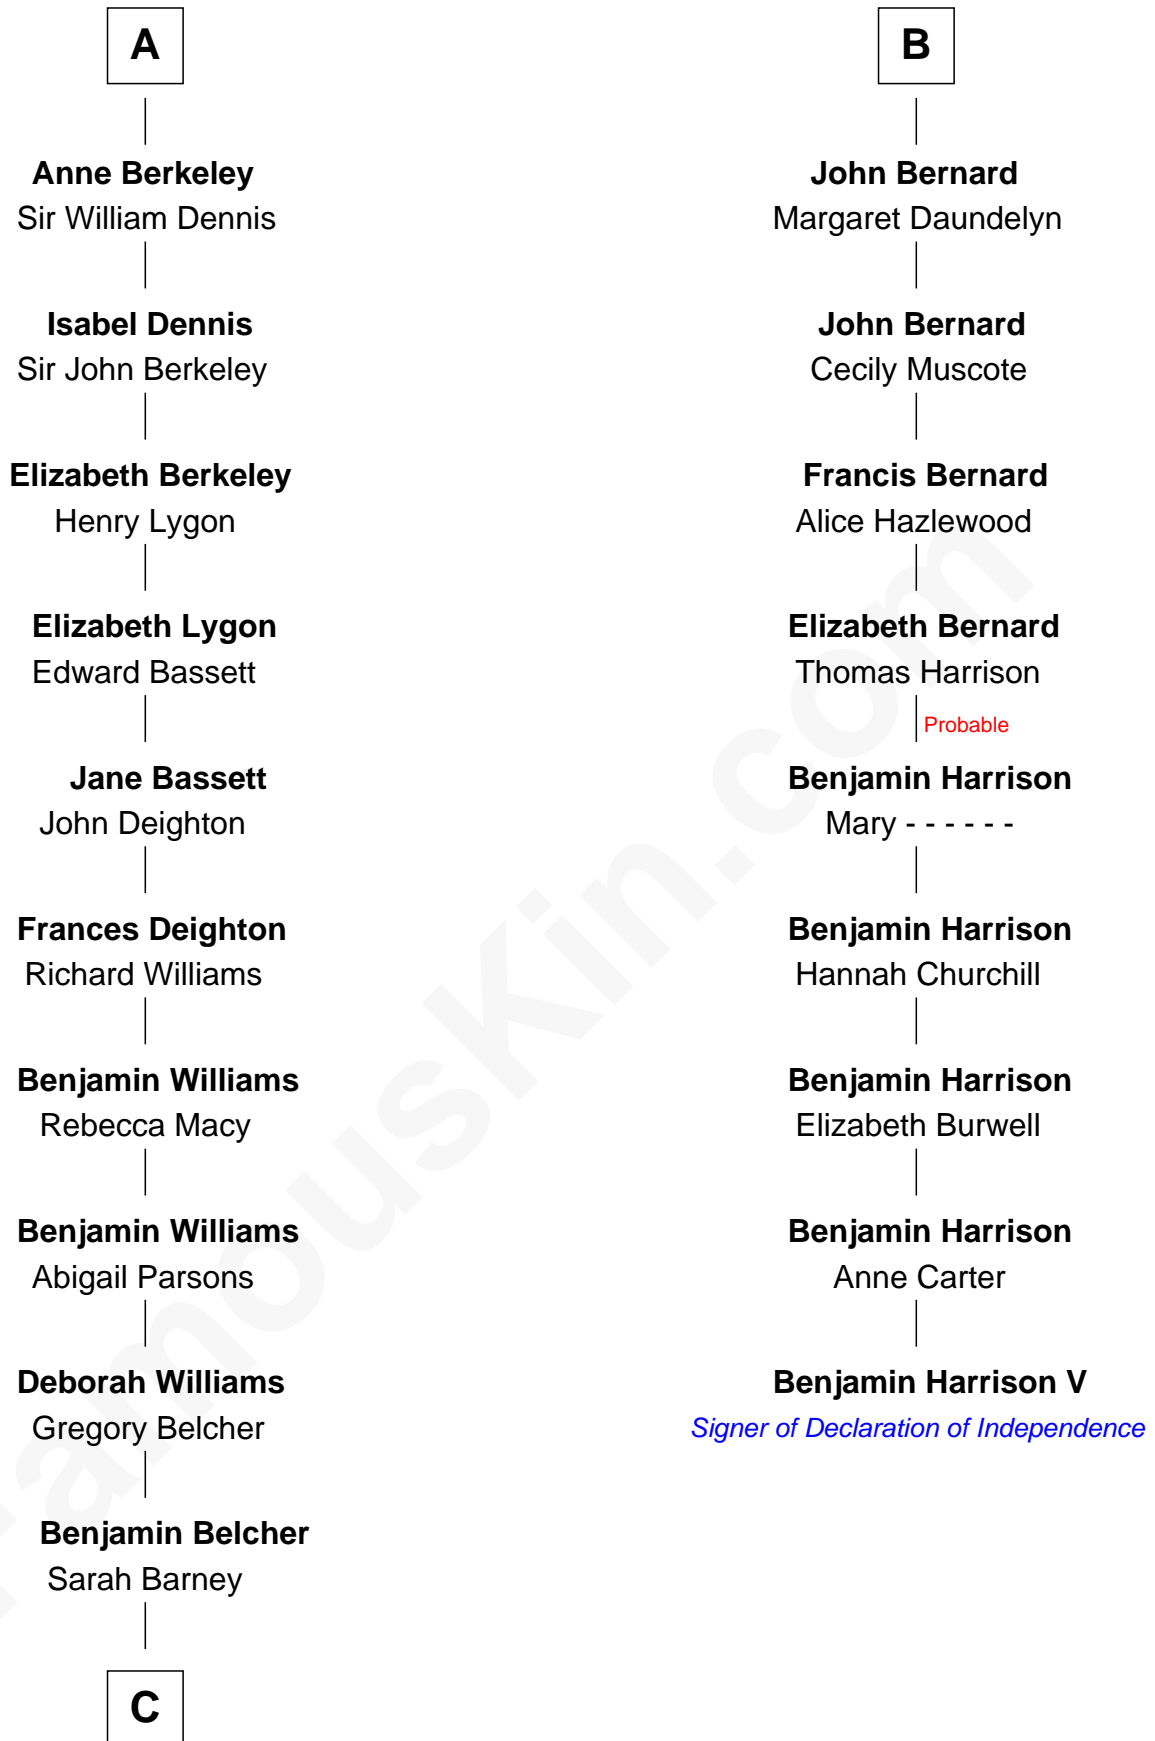 A
Anne Berkeley
Sir William Dennis
Isabel Dennis
Sir John Berkeley
Elizabeth Berkeley
Henry Lygon
Elizabeth Lygon
Edward Bassett
Jane Bassett
John Deighton
Frances Deighton
Richard Williams
Benjamin Williams
Rebecca Macy
Benjamin Williams
Abigail Parsons
Deborah Williams
Gregory Belcher
Benjamin Belcher
Sarah Barney
C
B
John Bernard
Margaret Daundelyn
John Bernard
Cecily Muscote
Francis Bernard
Alice Hazlewood
Elizabeth Bernard
Thomas Harrison
Probable
Benjamin Harrison
Mary - - - - - -
Benjamin Harrison
Hannah Churchill
Benjamin Harrison
Elizabeth Burwell
Benjamin Harrison
Anne Carter
Benjamin Harrison V
Signer of Declaration of Independence
FamousKin.com